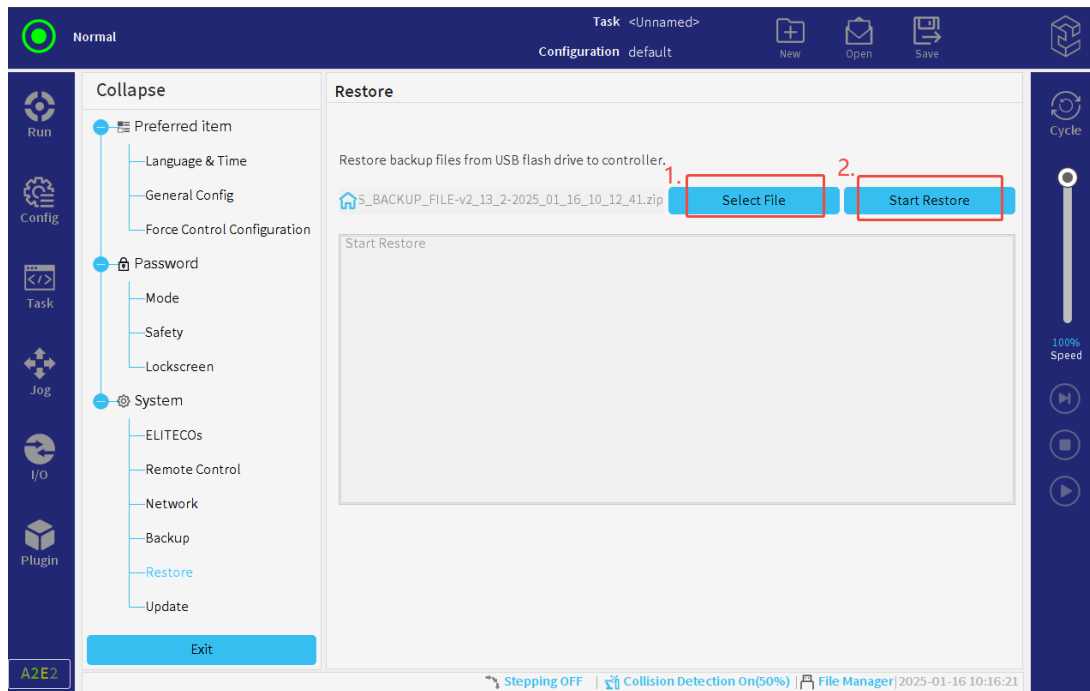 Normal
Task <Unnamed>
Configuration default
New
Open
Save
Run
Config
Task
Jog
I/O
Plugin
A2E2
Collapse
Preferred item
Language & Time
General Config
Force Control Configuration
Password
Mode
Safety
Lockscreen
System
ELITECOs
Remote Control
Network
Backup
Restore
Update
Exit
Restore
Restore backup files from USB flash drive to controller.
1.
2.
S_BACKUP_FILE-v2_13_2-2025_01_16_10_12_41.zip
Select File
Start Restore
Start Restore
Cycle
100%
Speed
Stepping OFF | Collision Detection On(50%) | File Manager|2025-01-16 10:16:21